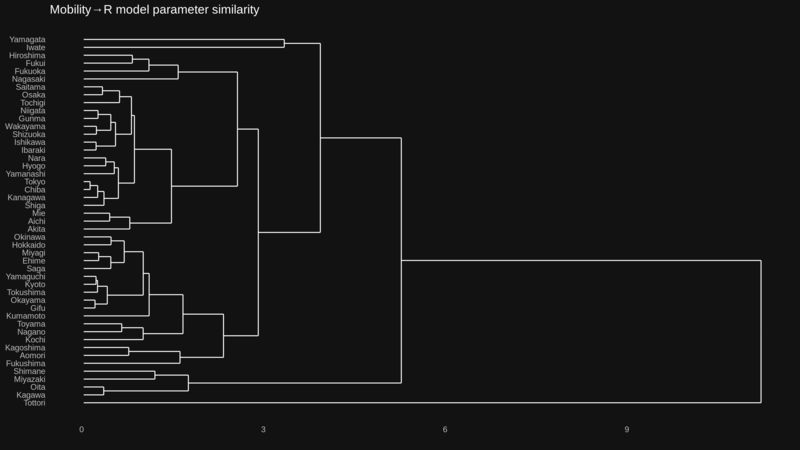 Mobility→R model parameter similarity
Yamagata
Iwate
Hiroshima
Fukui
Fukuoka
Nagasaki
Saitama
Osaka
Tochigi
Niigata
Gunma
Wakayama
Shizuoka
Ishikawa
Ibaraki
Nara
Hyogo
Yamanashi
Tokyo
Chiba
Kanagawa
Shiga
Mie
Aichi
Akita
Okinawa
Hokkaido
Miyagi
Ehime
Saga
Yamaguchi
Kyoto
Tokushima
Okayama
Gifu
Kumamoto
Toyama
Nagano
Kochi
Kagoshima
Aomori
Fukushima
Shimane
Miyazaki
Oita
Kagawa
Tottori
0 3 6 9